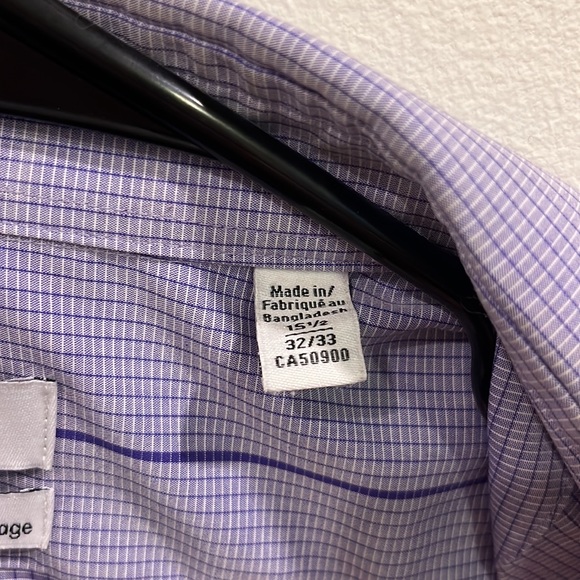 Made in/
Fabriqué au
Bangladesh
15½
32/33
CA50900
age